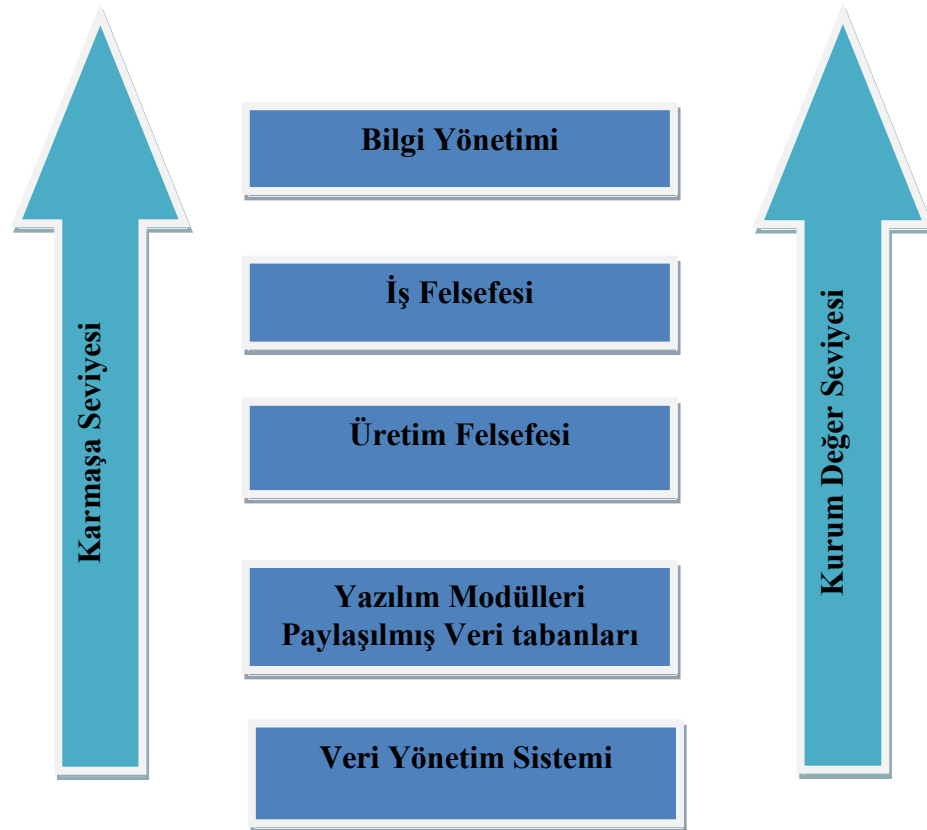 Bilgi Yönetimi
İş Felsefesi
Üretim Felsefesi
Yazılım Modülleri
Paylaşılmış Veri tabanları
Veri Yönetim Sistemi
Karmaşa Seviyesi
Kurum Değer Seviyesi